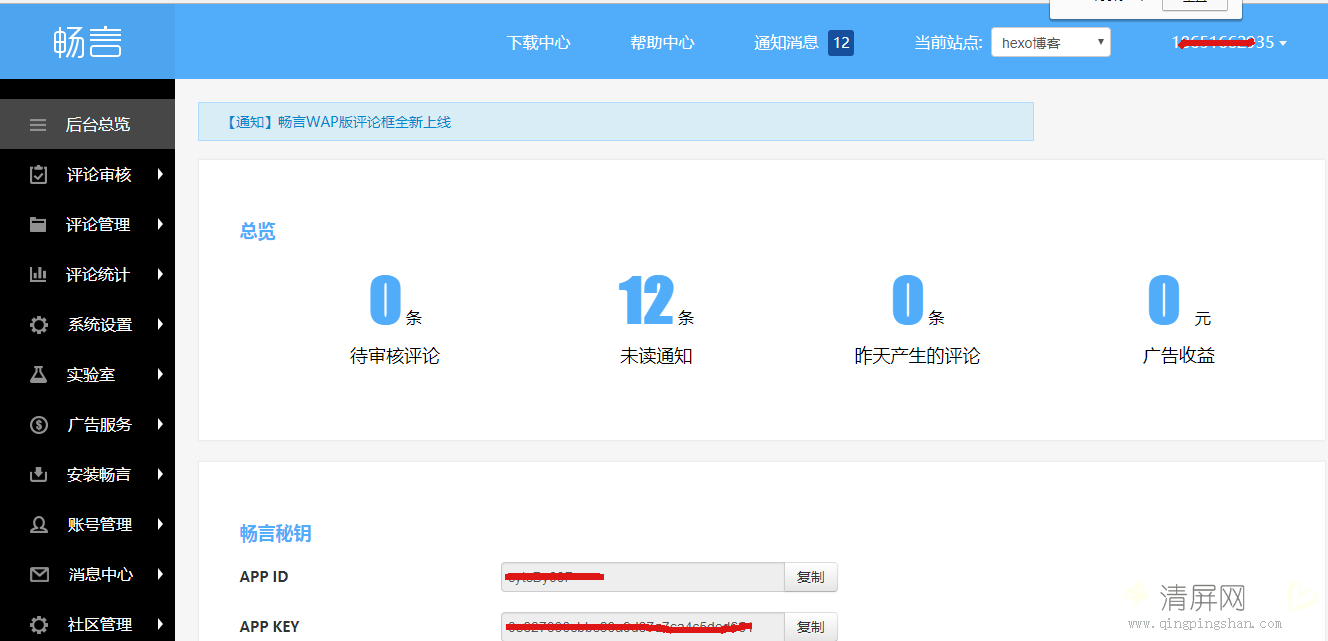 畅言
下载中心 帮助中心 通知消息 12 当前站点: hexo博客
后台总览
评论审核
评论管理
评论统计
系统设置
实验室
广告服务
安装畅言
账号管理
消息中心
社区管理
【通知】畅言WAP版评论框全新上线
总览
0 条 12 条 0 条 0 元
待审核评论 未读通知 昨天产生的评论 广告收益
畅言秘钥
APP ID 复制
APP KEY 复制
清屏网
www.qingpingshan.com